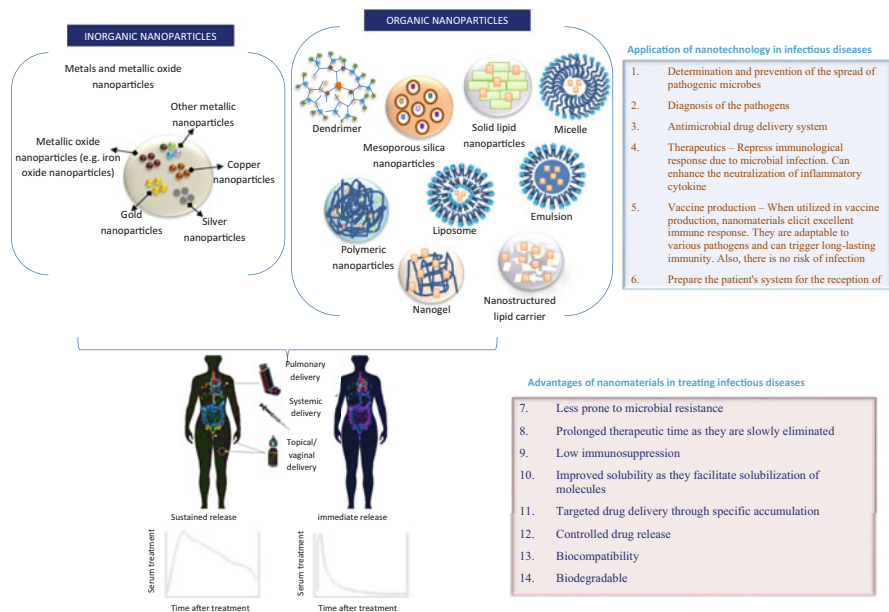 INORGANIC NANOPARTICLES
Metals and metallic oxide
nanoparticles
Other metallic
nanoparticles
Metallic oxide
nanoparticles (e.g. iron
oxide nanoparticles)
Copper
nanoparticles
Gold
nanoparticles
Silver
nanoparticles
ORGANIC NANOPARTICLES
Dendrimer
Mesoporous silica
nanoparticles
Solid lipid
nanoparticles
Micelle
Polymeric
nanoparticles
Liposome
Emulsion
Nanogel
Nanostructured
lipid carrier
Application of nanotechnology in infectious diseases
1. Determination and prevention of the spread of
pathogenic microbes
2. Diagnosis of the pathogens
3. Antimicrobial drug delivery system
4. Therapeutics – Repress immunological
response due to microbial infection. Can
enhance the neutralization of inflammatory
cytokine
5. Vaccine production – When utilized in vaccine
production, nanomaterials elicit excellent
immune response. They are adaptable to
various pathogens and can trigger long-lasting
immunity. Also, there is no risk of infection
6. Prepare the patient's system for the reception of
Pulmonary
delivery
Systemic
delivery
Topical/
vaginal
delivery
Sustained release
immediate release
Serum treatment
Time after treatment
Serum treatment
Time after treatment
Advantages of nanomaterials in treating infectious diseases
7. Less prone to microbial resistance
8. Prolonged therapeutic time as they are slowly eliminated
9. Low immunosuppression
10. Improved solubility as they facilitate solubilization of
molecules
11. Targeted drug delivery through specific accumulation
12. Controlled drug release
13. Biocompatibility
14. Biodegradable